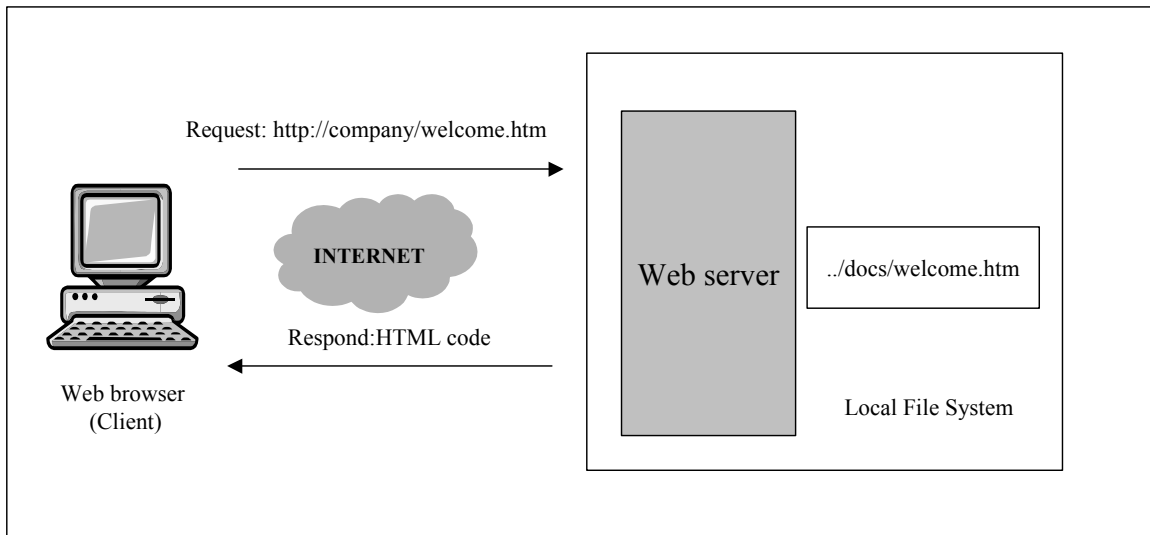 Request: http://company/welcome.htm
INTERNET
Respond:HTML code
Web browser
(Client)
Web server
../docs/welcome.htm
Local File System